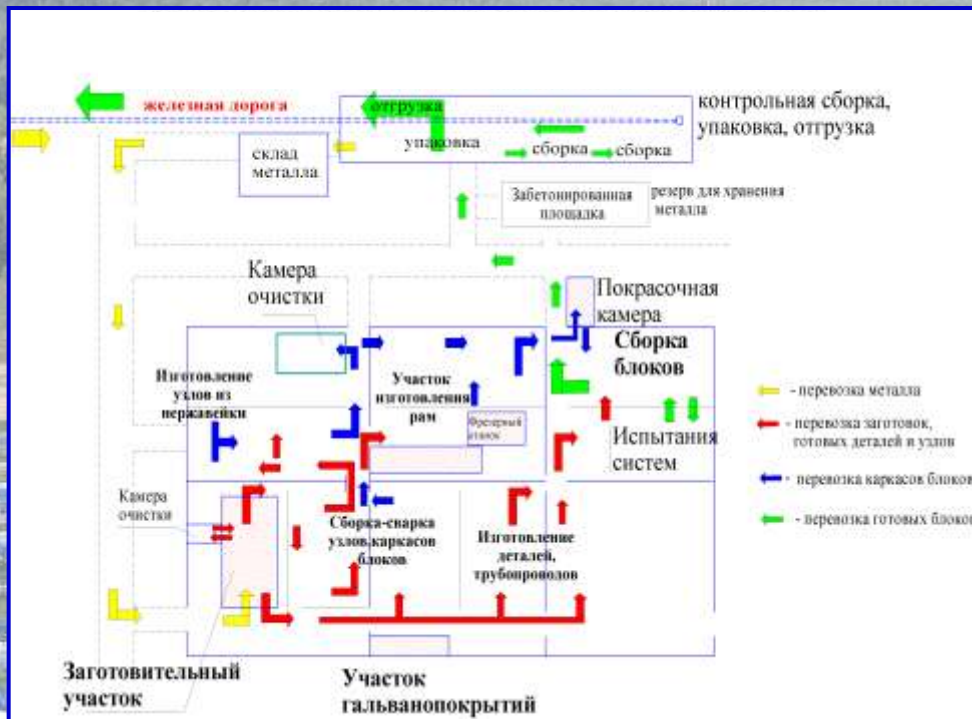 железная дорога
отгрузка
контрольная сборка,
упаковка, отгрузка
упаковка
сборка
сборка
склад
металла
Забетонированная
площадка
резерв для хранения
металла
Камера
очистки
Покрасочная
камера
Сборка
блоков
Изготовление
узлов из
нержавейки
Участок
изготовления
рам
Фрезерный
станок
Испытания
систем
- перевозка металла
- перевозка заготовок,
готовых деталей и узлов
- перевозка каркасов блоков
- перевозка готовых блоков
Камера
очистки
Сборка-сварка
узлов,каркасов
блоков
Изготовление
деталей,
трубопроводов
Заготовительный
участок
Участок
гальванопокрытий